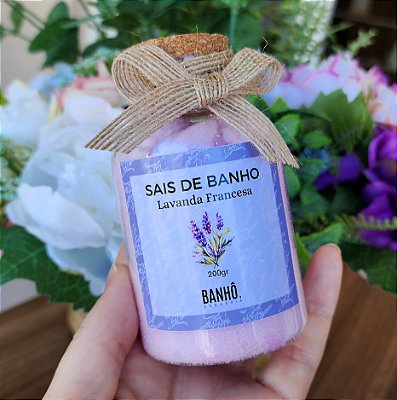 SAIS DE BANHO
Lavanda Francesa
200gr
BANHÔ.